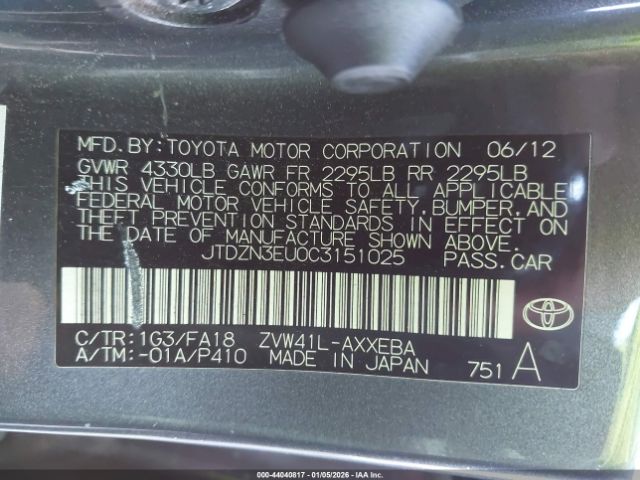 MFD. BY: TOYOTA MOTOR CORPORATION 06/12
GVWR 4330LB GAWR FR 2295LB RR 2295LB
THIS VEHICLE CONFORMS TO ALL APPLICABLE
FEDERAL MOTOR VEHICLE SAFETY, BUMPER, AND
THEFT PREVENTION STANDARDS IN EFFECT ON
THE DATE OF MANUFACTURE SHOWN ABOVE.
JTDZN3EU0C3151025 PASS. CAR
C/TR: 1G3/FA18 ZVW41L-AXXEBA
A/TM: -01A/P410 MADE IN JAPAN 751 A
TOYOTA
000-44040817 - 01/05/2026 - IAA Inc.